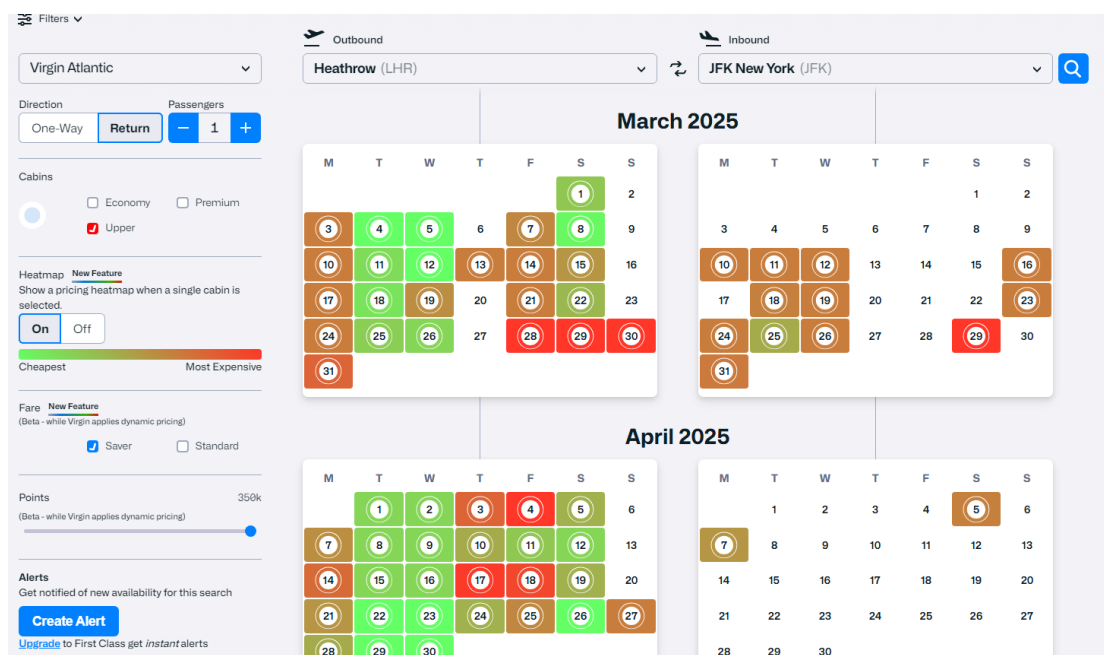 Filters
Virgin Atlantic
Direction
Passengers
One-Way Return − 1 +
Cabins
Economy Premium
Upper
Heatmap New Feature
Show a pricing heatmap when a single cabin is
selected.
On Off
Cheapest Most Expensive
Fare New Feature
(Beta - while Virgin applies dynamic pricing)
Saver Standard
Points 350k
(Beta - while Virgin applies dynamic pricing)
Alerts
Get notified of new availability for this search
Create Alert
Upgrade to First Class get instant alerts
Outbound
Heathrow (LHR)
Inbound
JFK New York (JFK)
March 2025
M T W T F S S
1 2
3 4 5 6 7 8 9
10 11 12 13 14 15 16
17 18 19 20 21 22 23
24 25 26 27 28 29 30
31
M T W T F S S
1 2
3 4 5 6 7 8 9
10 11 12 13 14 15 16
17 18 19 20 21 22 23
24 25 26 27 28 29 30
31
April 2025
M T W T F S S
1 2 3 4 5 6
7 8 9 10 11 12 13
14 15 16 17 18 19 20
21 22 23 24 25 26 27
28 29 30
M T W T F S S
1 2 3 4 5 6
7 8 9 10 11 12 13
14 15 16 17 18 19 20
21 22 23 24 25 26 27
28 29 30